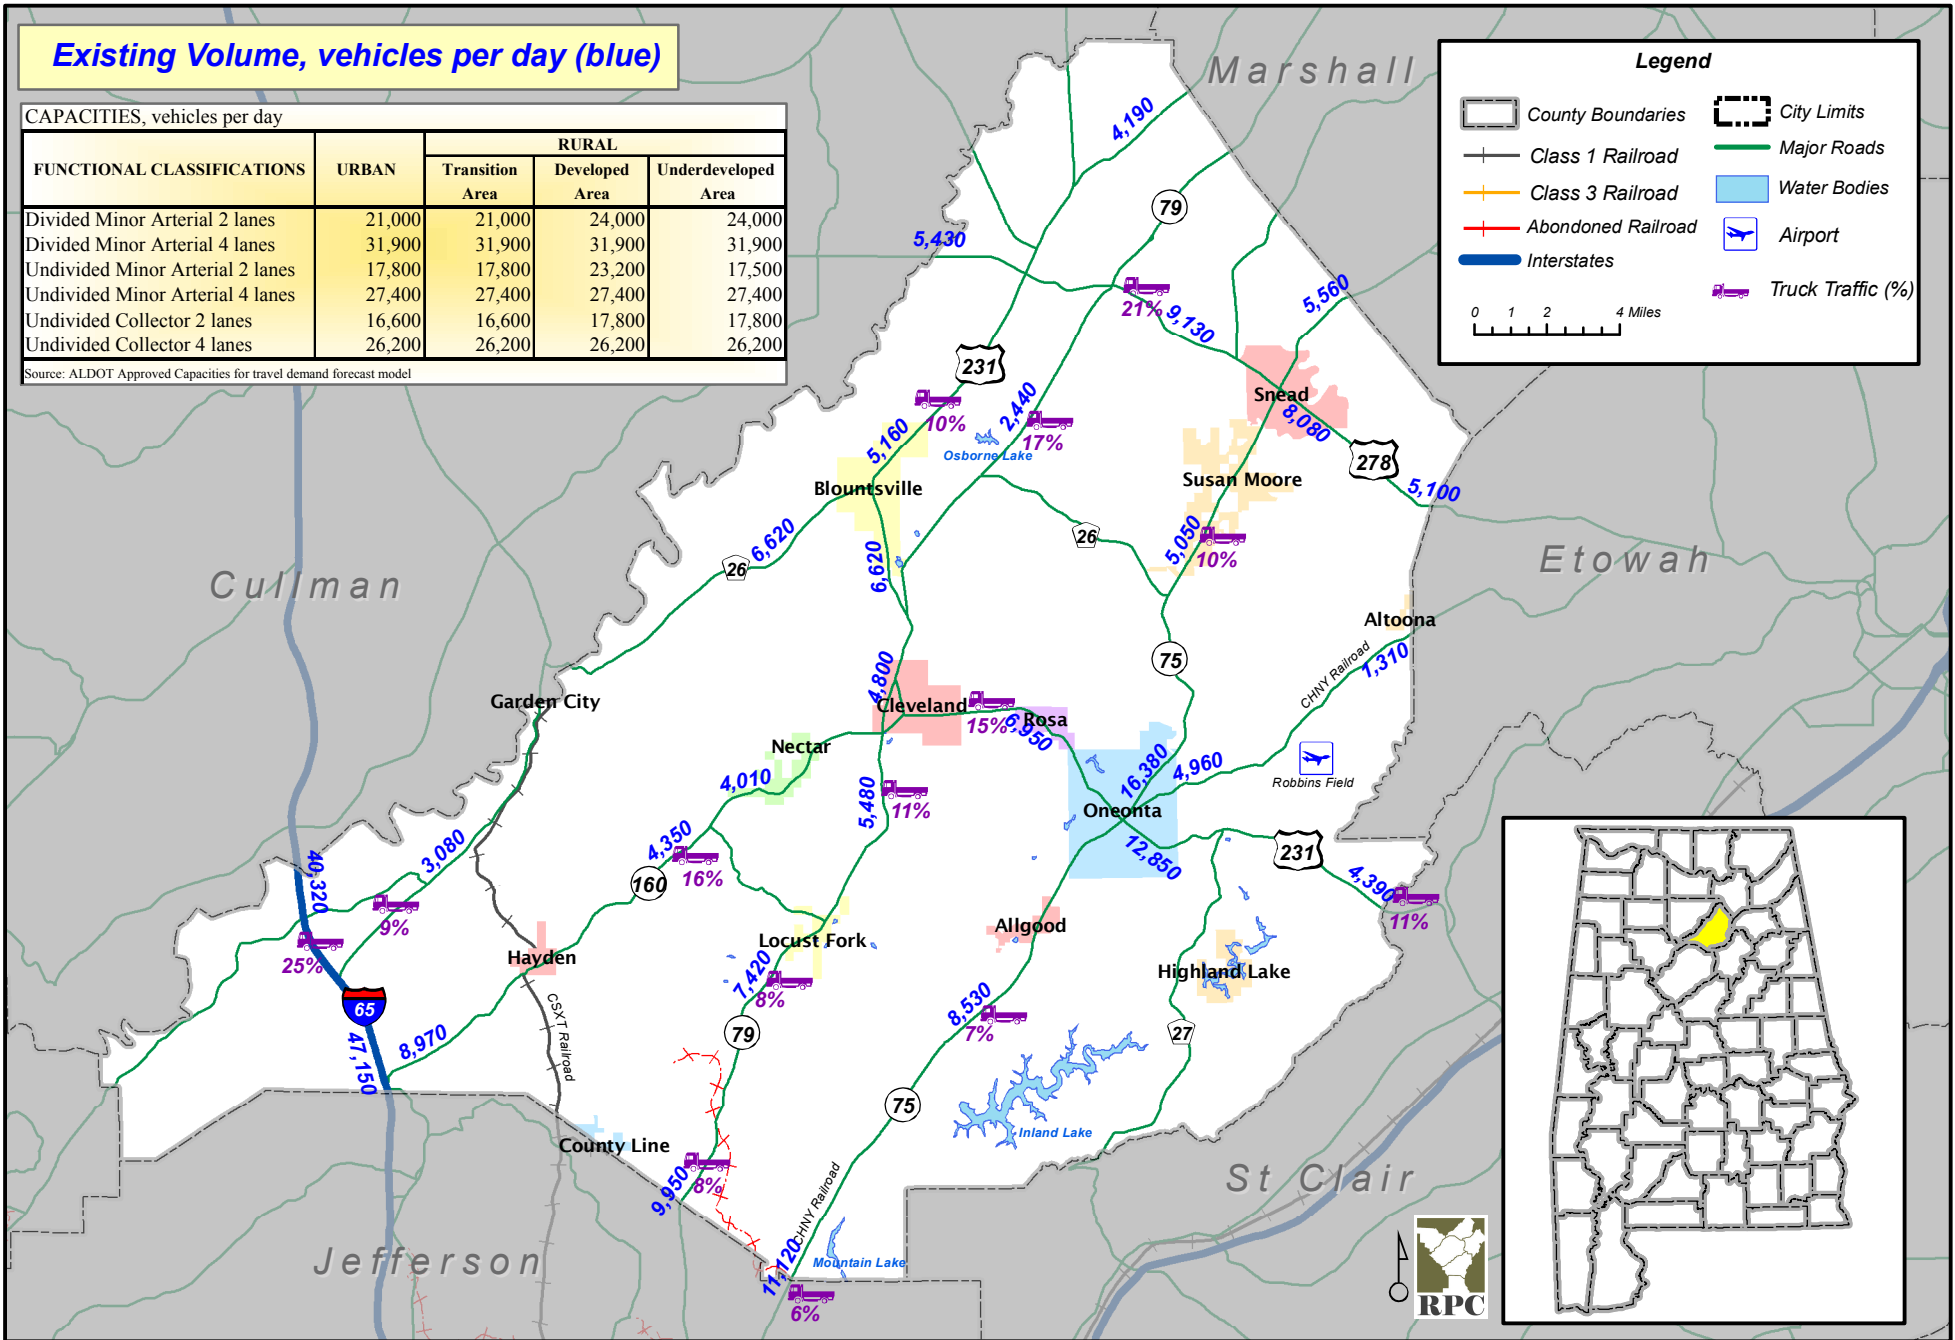 Existing Volume, vehicles per day (blue)
CAPACITIES, vehicles per day
FUNCTIONAL CLASSIFICATIONS URBAN RURAL
Transition Area Developed Area Underdeveloped Area
Divided Minor Arterial 2 lanes 21,000 21,000 24,000 24,000
Divided Minor Arterial 4 lanes 31,900 31,900 31,900 31,900
Undivided Minor Arterial 2 lanes 17,800 17,800 23,200 17,500
Undivided Minor Arterial 4 lanes 27,400 27,400 27,400 27,400
Undivided Collector 2 lanes 16,600 16,600 17,800 17,800
Undivided Collector 4 lanes 26,200 26,200 26,200 26,200
Source: ALDOT Approved Capacities for travel demand forecast model
Legend
County Boundaries
City Limits
Class 1 Railroad
Major Roads
Class 3 Railroad
Water Bodies
Abondoned Railroad
Airport
Interstates
Truck Traffic (%)
0 1 2 4 Miles
Marshall
4,190
79
5,430
21%
9,130
5,560
231
10%
2,440
17%
5,160
Osborne Lake
Snead
8,080
278
5,100
Blountsville
Susan Moore
6,620
26
6,620
26
5,050
10%
Cullman
Etowah
Altoona
1,310
CHNY Railroad
75
4,800
Garden City
Cleveland
15%
6,950
Rosa
Nectar
4,010
16,380
4,960
Robbins Field
5,480
11%
Oneonta
12,850
231
4,390
11%
3,080
4,350
16%
160
40,320
9%
25%
Hayden
Locust Fork
Allgood
Highland Lake
7,420
8%
8,530
7%
65
CSXT Railroad
79
27
47,150
8,970
75
Inland Lake
County Line
8%
9,950
CHNY Railroad
St Clair
Jefferson
11,120
Mountain Lake
6%
RPC